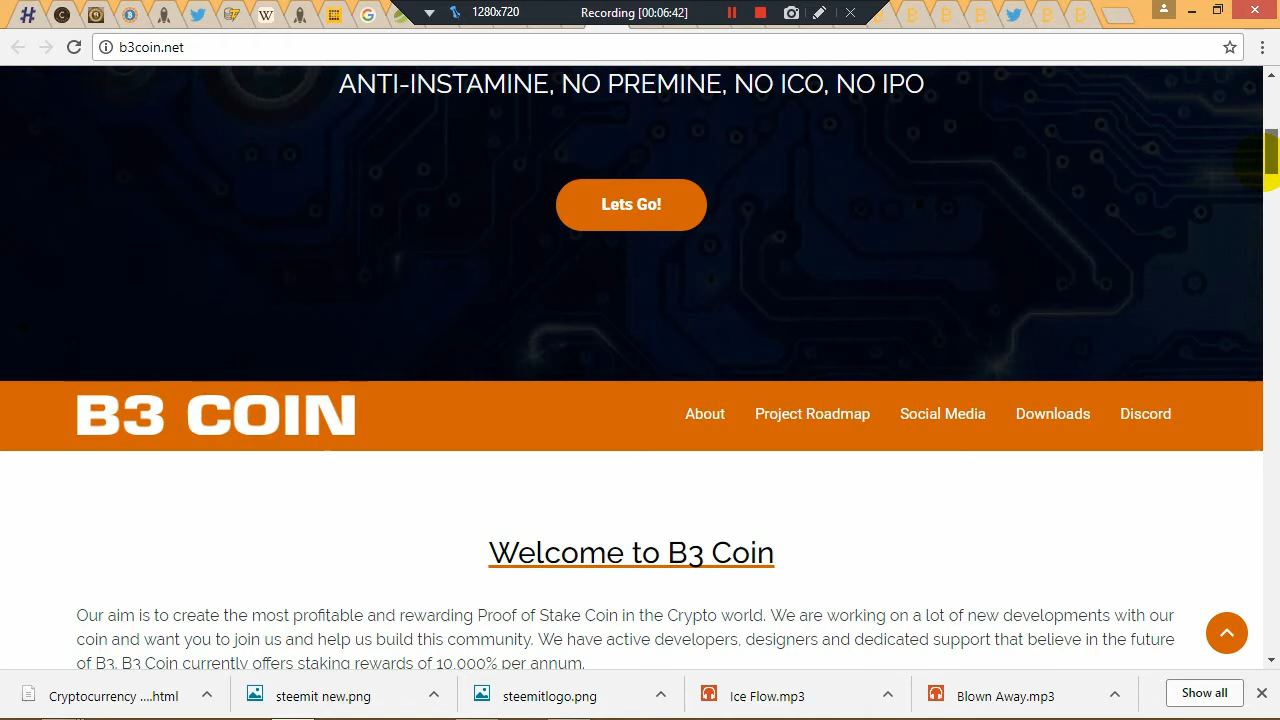 1280x720
Recording [00:06:42]
b3coin.net
ANTI-INSTAMINE, NO PREMINE, NO ICO, NO IPO
Lets Go!
B3 COIN
About
Project Roadmap
Social Media
Downloads
Discord
Welcome to B3 Coin
Our aim is to create the most profitable and rewarding Proof of Stake Coin in the Crypto world. We are working on a lot of new developments with our
coin and want you to join us and help us build this community. We have active developers, designers and dedicated support that believe in the future
of B3. B3 Coin currently offers staking rewards of 10,000% per annum.
Cryptocurrency ....html
steemit new.png
steemitlogo.png
Ice Flow.mp3
Blown Away.mp3
Show all